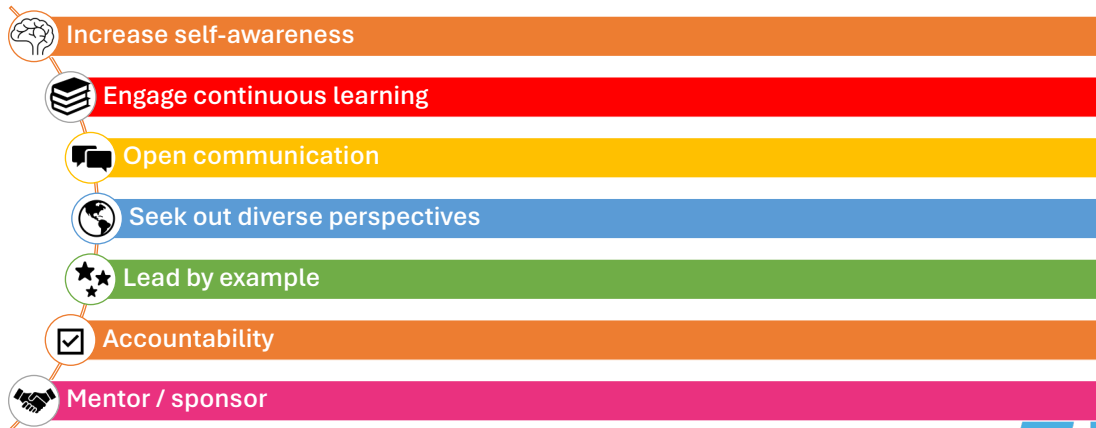 Increase self-awareness
Engage continuous learning
Open communication
Seek out diverse perspectives
Lead by example
Accountability
Mentor / sponsor